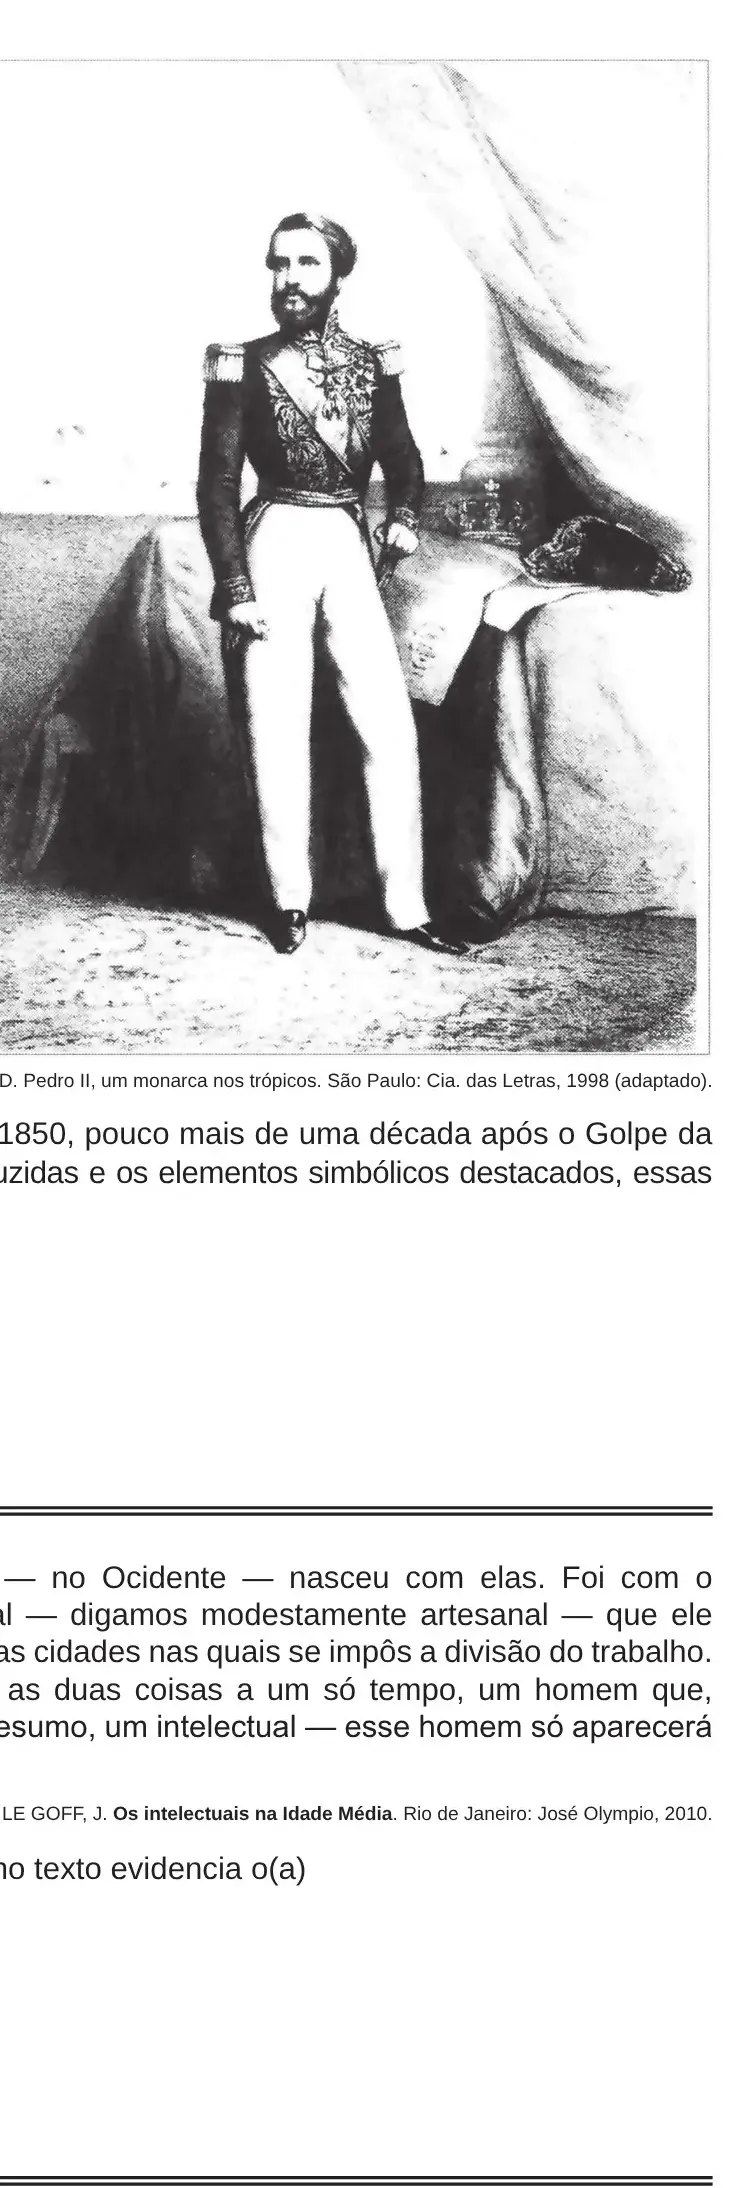 D. Pedro II, um monarca nos trópicos. São Paulo: Cia. das Letras, 1998 (adaptado).
1850, pouco mais de uma década após o Golpe da
uzidas e os elementos simbólicos destacados, essas
— no Ocidente — nasceu com elas. Foi com o
al — digamos modestamente artesanal — que ele
as cidades nas quais se impôs a divisão do trabalho.
as duas coisas a um só tempo, um homem que,
esumo, um intelectual — esse homem só aparecerá
LE GOFF, J. Os intelectuais na Idade Média. Rio de Janeiro: José Olympio, 2010.
no texto evidencia o(a)